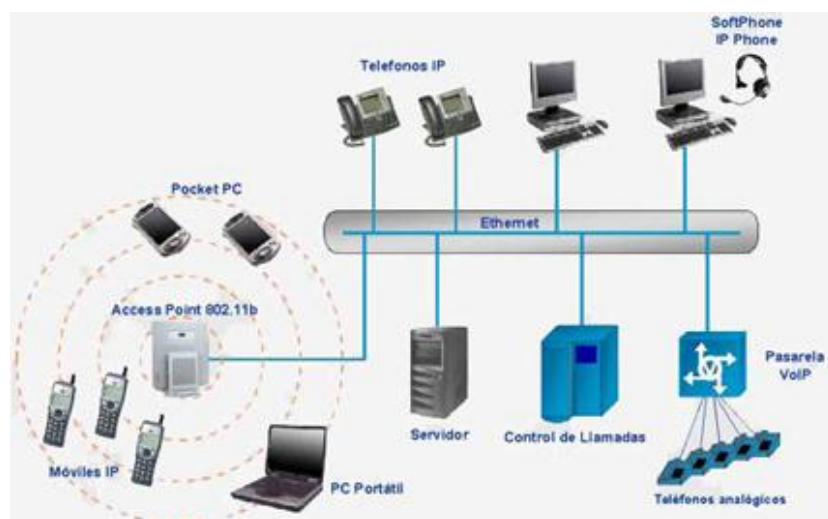 SoftPhone
IP Phone
Telefonos IP
Pocket PC
Ethernet
Access Point 802.11b
Pasarela
VoIP
Servidor
Control de Llamadas
Móviles IP
PC Portátil
Teléfonos analógicos